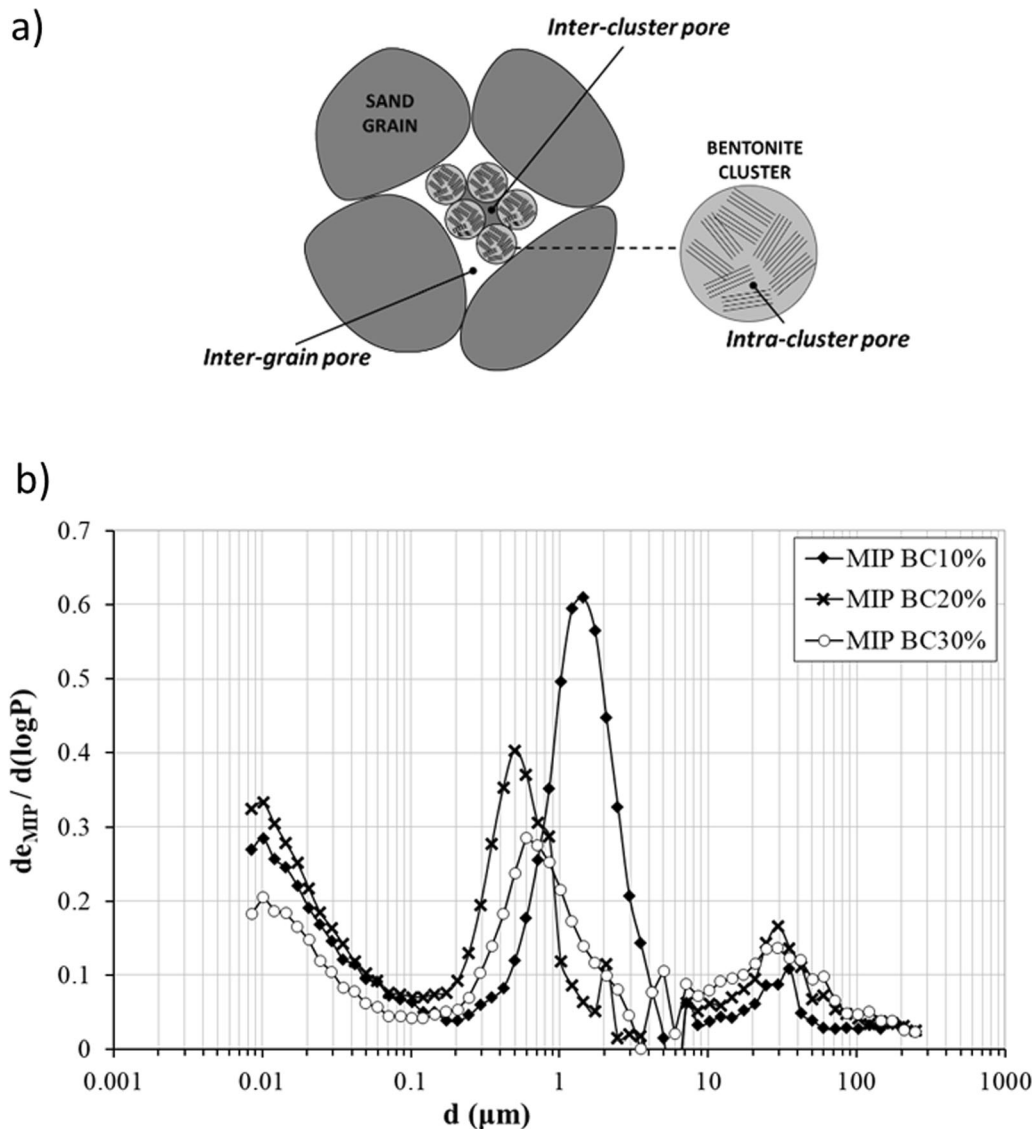 a)
Inter-cluster pore
SAND
GRAIN
BENTONITE
CLUSTER
Intra-cluster pore
Inter-grain pore
b)
0.7
0.6
0.5
0.4
0.3
0.2
0.1
0
de_MIP / d(logP)
MIP BC10%
MIP BC20%
MIP BC30%
0.001 0.01 0.1 1 10 100 1000
d (µm)